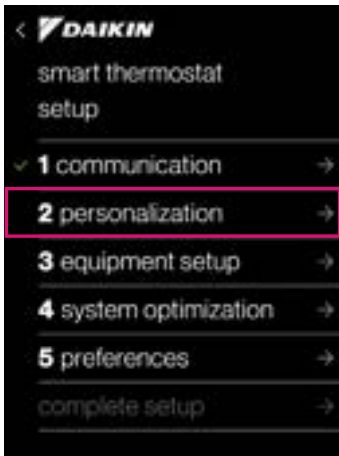 DAIKIN
smart thermostat
setup
1 communication
2 personalization
3 equipment setup
4 system optimization
5 preferences
complete setup